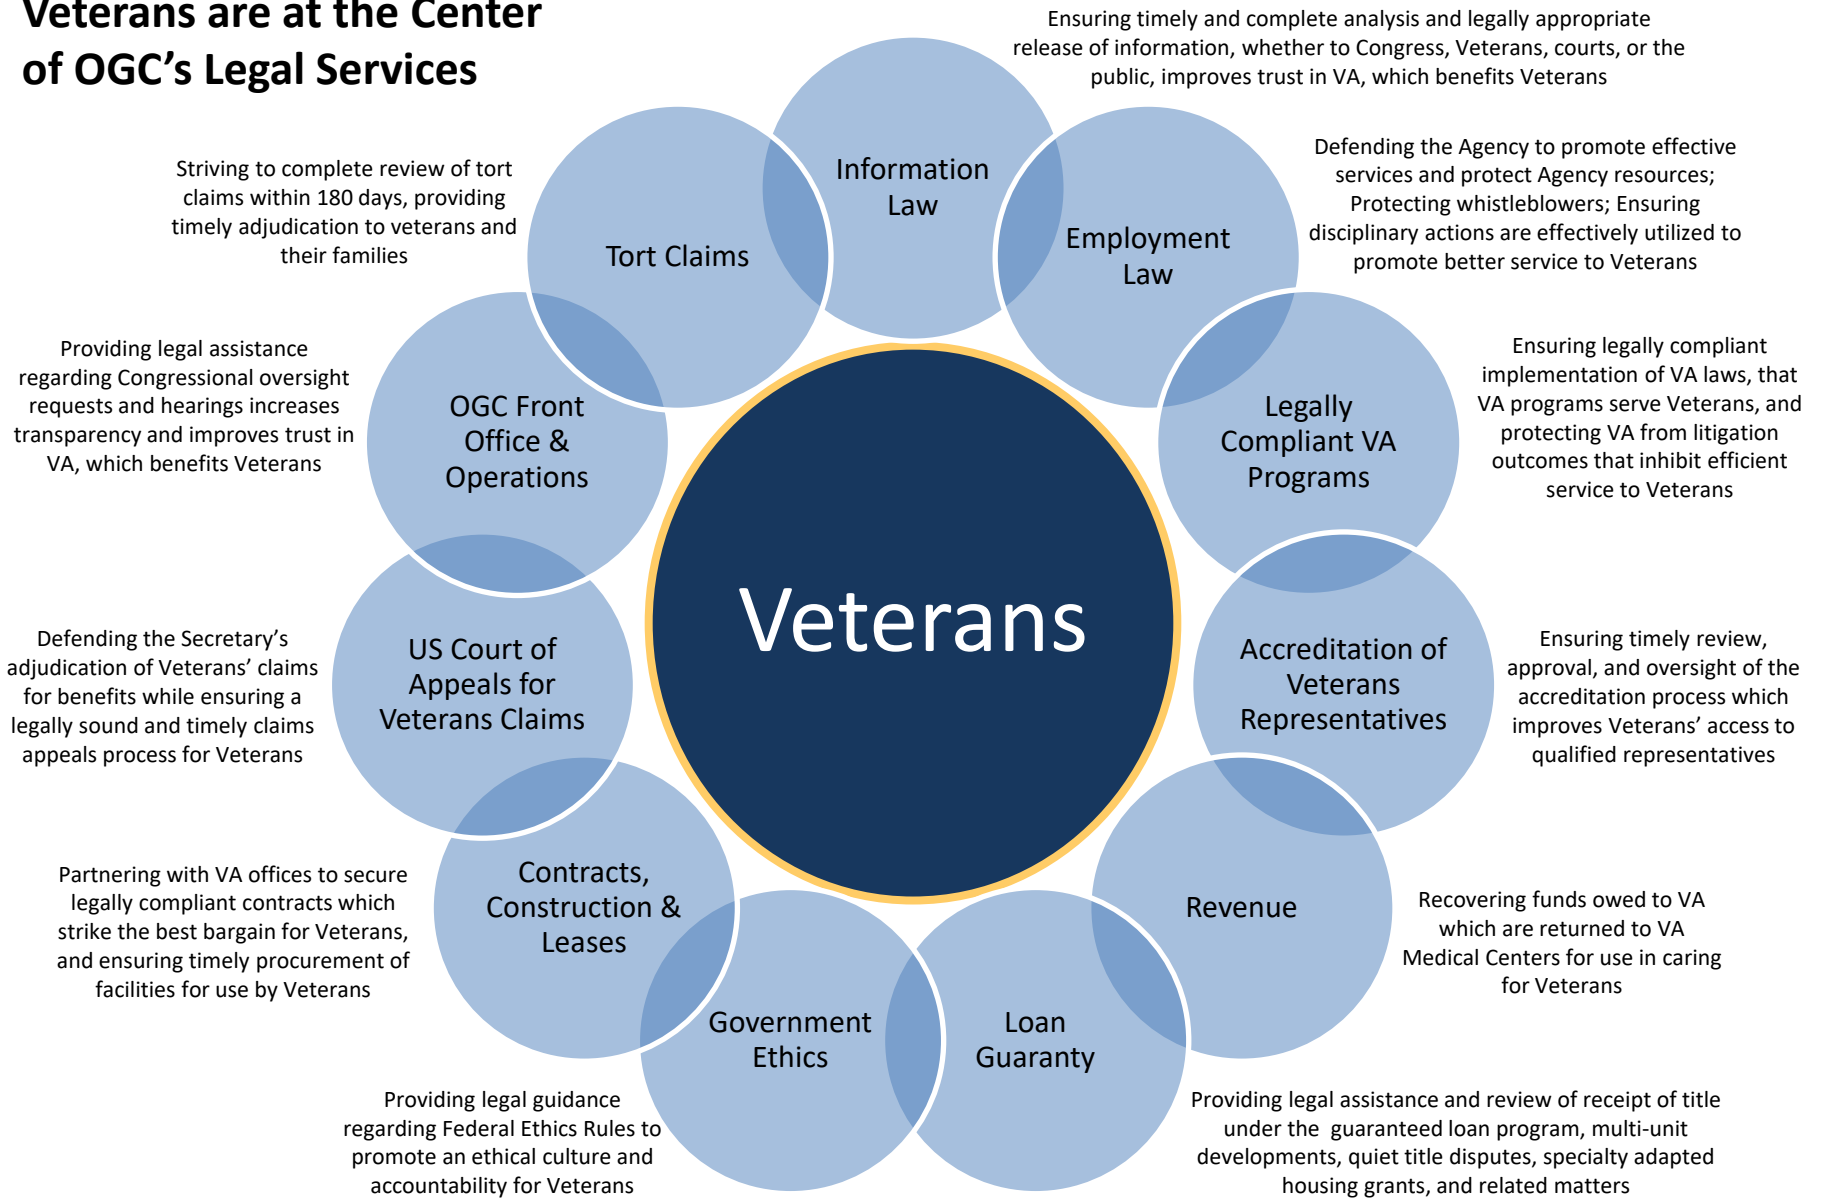 Veterans are at the Center
of OGC’s Legal Services
Ensuring timely and complete analysis and legally appropriate
release of information, whether to Congress, Veterans, courts, or the
public, improves trust in VA, which benefits Veterans
Information
Law
Defending the Agency to promote effective
services and protect Agency resources;
Protecting whistleblowers; Ensuring
disciplinary actions are effectively utilized to
promote better service to Veterans
Employment
Law
Ensuring legally compliant
implementation of VA laws, that
VA programs serve Veterans, and
protecting VA from litigation
outcomes that inhibit efficient
service to Veterans
Legally
Compliant VA
Programs
Ensuring timely review,
approval, and oversight of the
accreditation process which
improves Veterans’ access to
qualified representatives
Accreditation of
Veterans
Representatives
Recovering funds owed to VA
which are returned to VA
Medical Centers for use in caring
for Veterans
Revenue
Providing legal assistance and review of receipt of title
under the  guaranteed loan program, multi-unit
developments, quiet title disputes, specialty adapted
housing grants, and related matters
Loan
Guaranty
Government
Ethics
Providing legal guidance
regarding Federal Ethics Rules to
promote an ethical culture and
accountability for Veterans
Contracts,
Construction &
Leases
Partnering with VA offices to secure
legally compliant contracts which
strike the best bargain for Veterans,
and ensuring timely procurement of
facilities for use by Veterans
US Court of
Appeals for
Veterans Claims
Defending the Secretary’s
adjudication of Veterans’ claims
for benefits while ensuring a
legally sound and timely claims
appeals process for Veterans
OGC Front
Office &
Operations
Providing legal assistance
regarding Congressional oversight
requests and hearings increases
transparency and improves trust in
VA, which benefits Veterans
Tort Claims
Striving to complete review of tort
claims within 180 days, providing
timely adjudication to veterans and
their families
Veterans